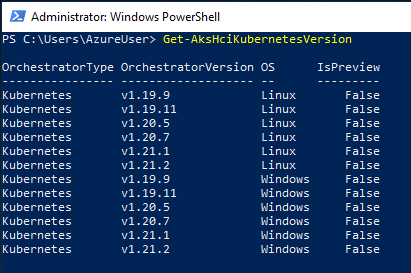 Administrator: Windows PowerShell
PS C:\Users\AzureUser> Get-AksHciKubernetesVersion
OrchestratorType OrchestratorVersion OS IsPreview
---------------- ------------------- -- ---------
Kubernetes v1.19.9 Linux False
Kubernetes v1.19.11 Linux False
Kubernetes v1.20.5 Linux False
Kubernetes v1.20.7 Linux False
Kubernetes v1.21.1 Linux False
Kubernetes v1.21.2 Linux False
Kubernetes v1.19.9 Windows False
Kubernetes v1.19.11 Windows False
Kubernetes v1.20.5 Windows False
Kubernetes v1.20.7 Windows False
Kubernetes v1.21.1 Windows False
Kubernetes v1.21.2 Windows False